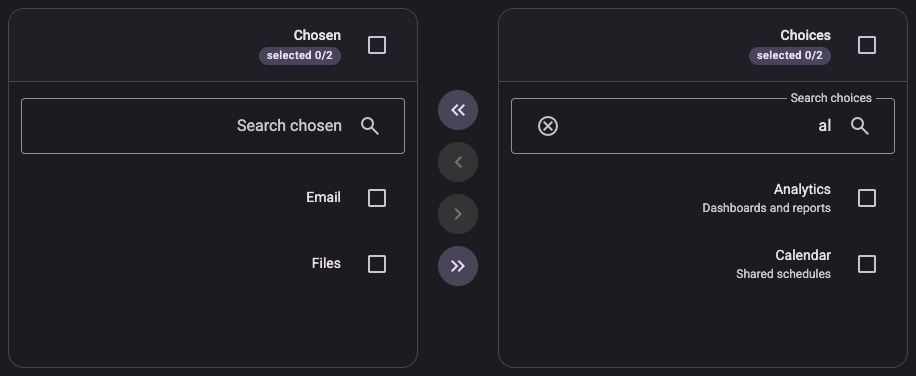 Chosen
selected 0/2
Search chosen
Email
Files
Choices
selected 0/2
Search choices
al
Analytics
Dashboards and reports
Calendar
Shared schedules